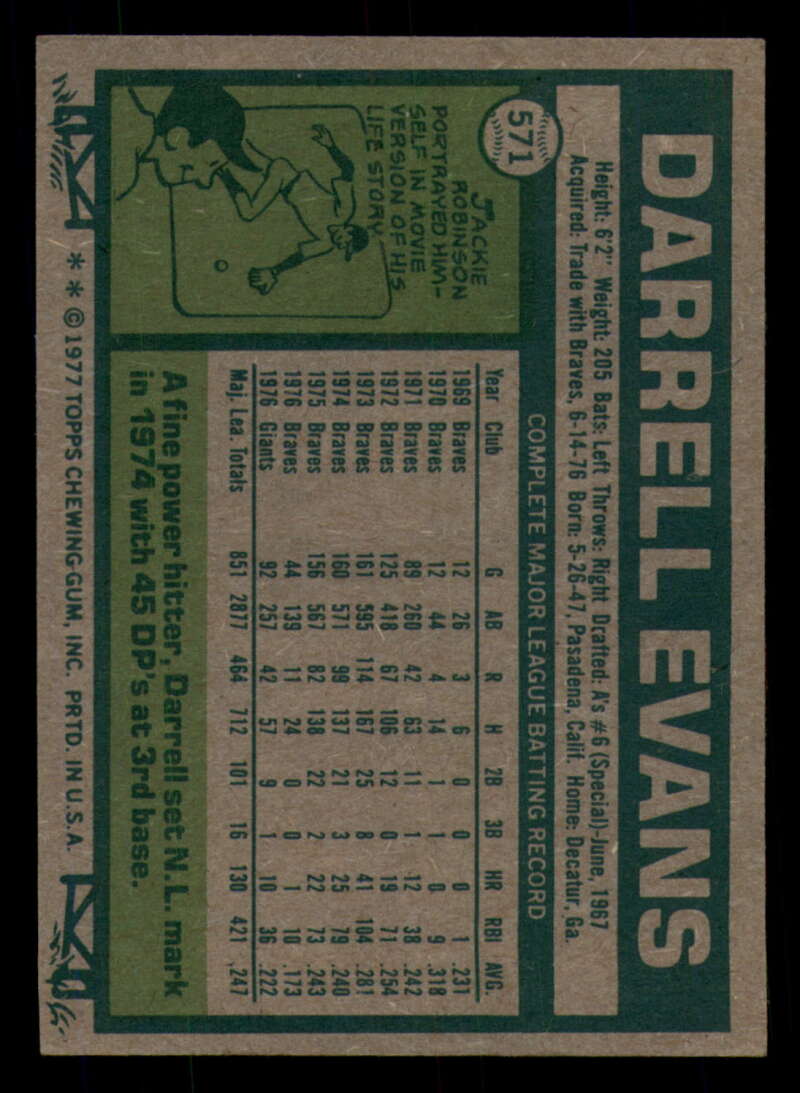 571
DARRELL EVANS
Height: 6'2" Weight: 205 Bats: Left Throws: Right Drafted: A's #6 (Special)-June, 1967
Acquired: Trade with Braves, 6-14-76 Born: 5-26-47, Pasadena, Calif. Home: Decatur, Ga.
JACKIE
ROBINSON
PORTRAYED HIM-
SELF IN MOVIE
VERSION OF HIS
LIFE STORY
COMPLETE MAJOR LEAGUE BATTING RECORD
Year Club G AB R H 2B 3B HR RBI AVG.
1969 Braves 12 26 3 6 0 0 0 1 .231
1970 Braves 12 44 4 14 1 1 0 9 .318
1971 Braves 89 260 42 63 11 1 12 38 .242
1972 Braves 125 418 67 106 12 0 19 71 .254
1973 Braves 161 595 114 167 25 8 41 104 .281
1974 Braves 160 571 99 137 21 3 25 79 .240
1975 Braves 156 567 82 138 22 2 22 73 .243
1976 Braves 44 139 11 24 0 0 1 10 .173
1976 Giants 92 257 42 57 9 1 10 36 .222
Maj. Lea. Totals 851 2877 464 712 101 16 130 421 .247
A fine power hitter, Darrell set N.L. mark
in 1974 with 45 DP's at 3rd base.
** © 1977 TOPPS CHEWING GUM, INC. PRTD. IN U.S.A.